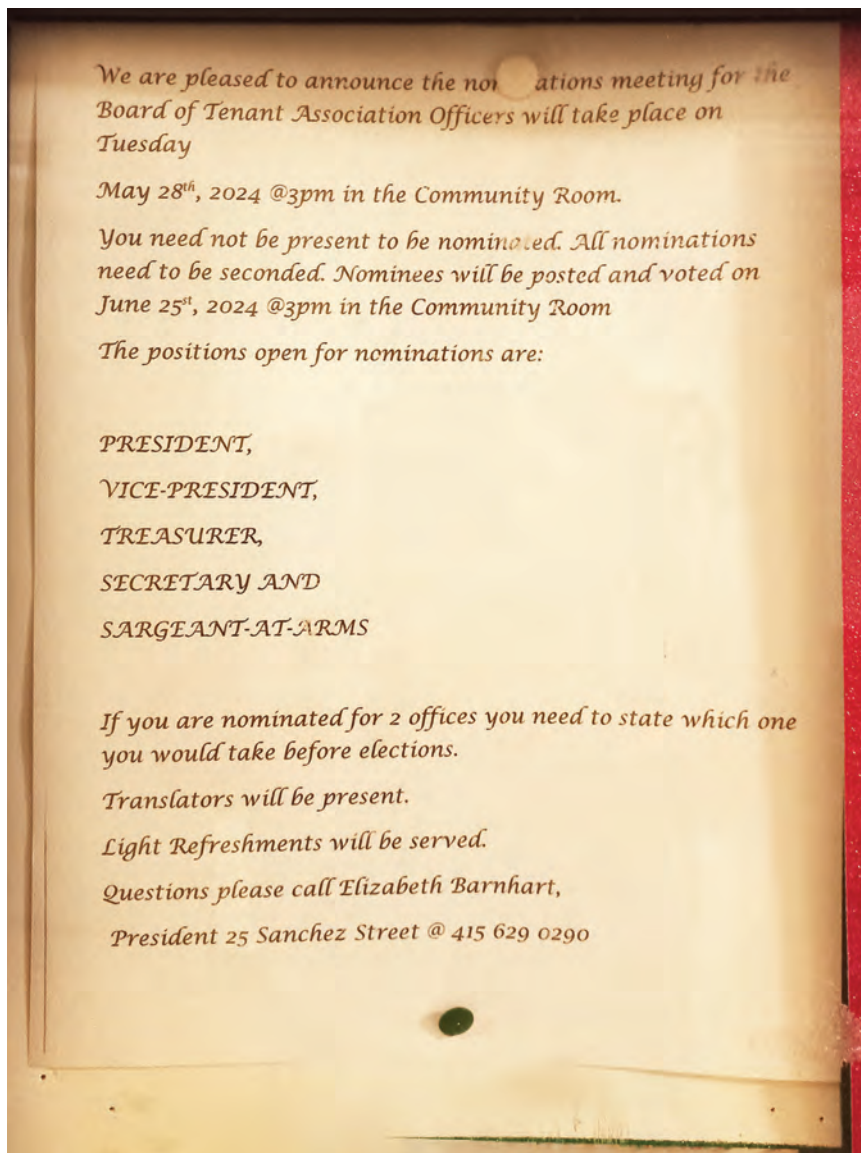 We are pleased to announce the nominations meeting for the
Board of Tenant Association Officers will take place on
Tuesday
May 28th, 2024 @3pm in the Community Room.
You need not be present to be nominated. All nominations
need to be seconded. Nominees will be posted and voted on
June 25st, 2024 @3pm in the Community Room
The positions open for nominations are:
PRESIDENT,
VICE-PRESIDENT,
TREASURER,
SECRETARY AND
SARGEANT-AT-ARMS
If you are nominated for 2 offices you need to state which one
you would take before elections.
Translators will be present.
Light Refreshments will be served.
Questions please call Elizabeth Barnhart,
President 25 Sanchez Street @ 415 629 0290